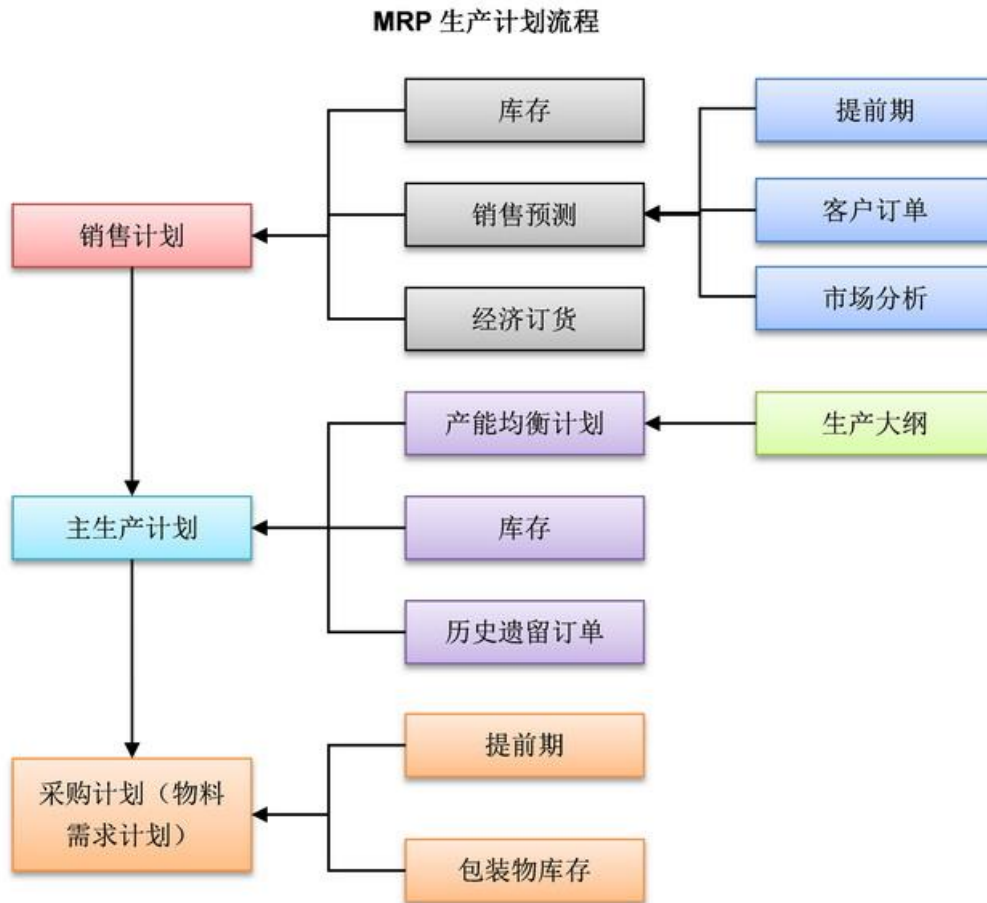 MRP 生产计划流程
库存
提前期
销售预测
客户订单
销售计划
经济订货
市场分析
产能均衡计划
生产大纲
主生产计划
库存
历史遗留订单
提前期
采购计划（物料
需求计划）
包装物库存